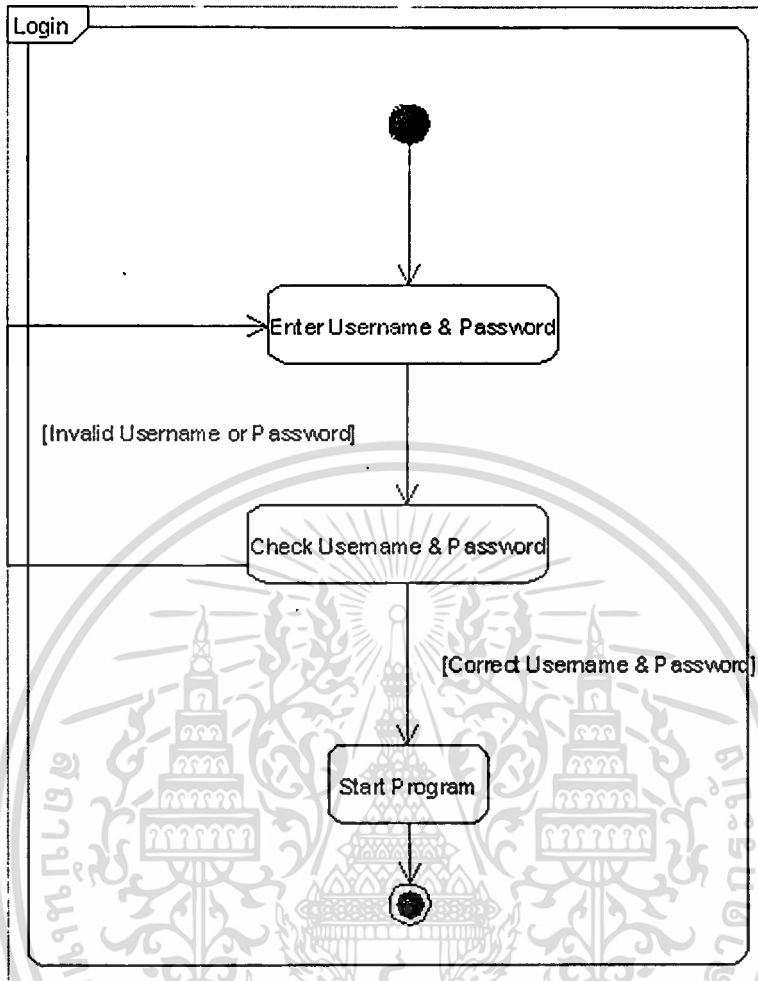 Login
Enter Username & Password
[Invalid Username or Password]
Check Username & Password
[Correct Username & Password]
Start Program